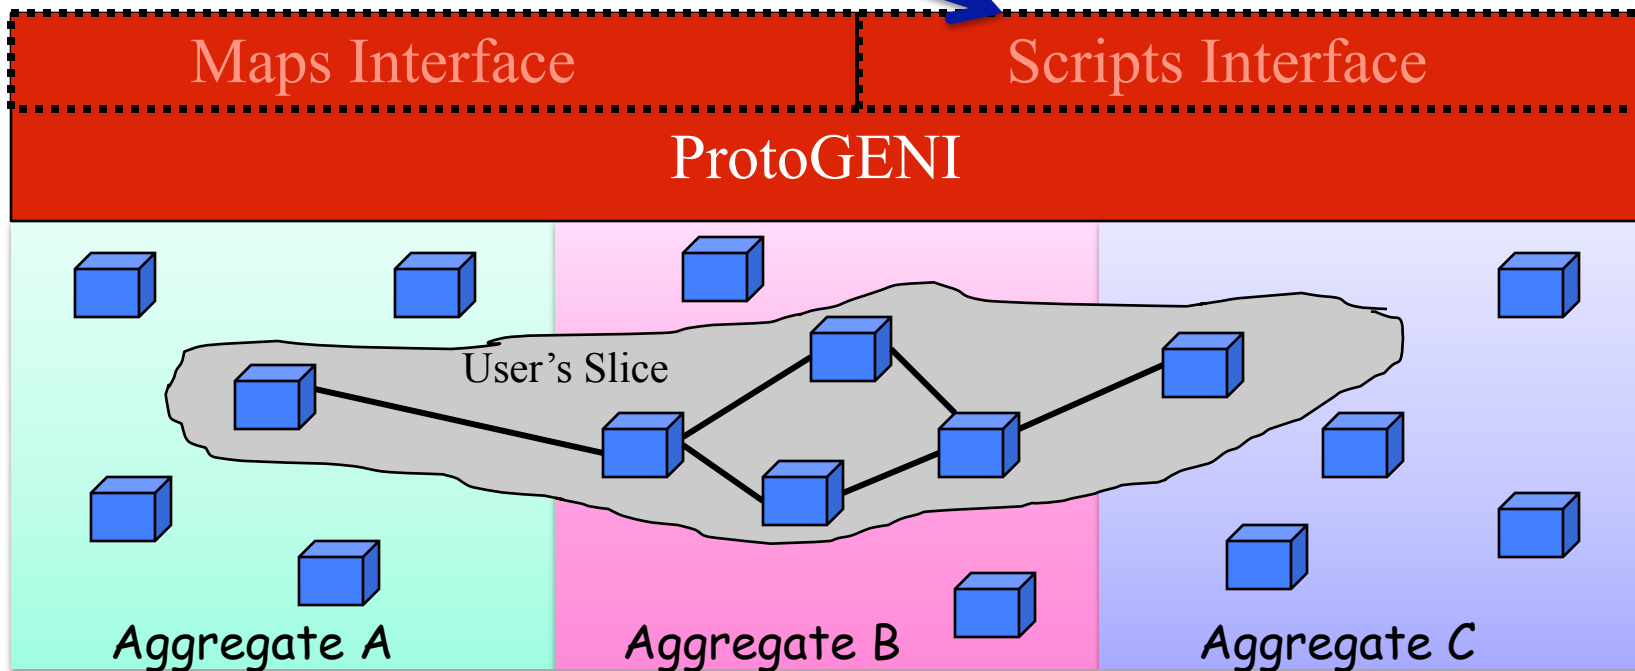 Maps Interface
Scripts Interface
ProtoGENI
User’s Slice
Aggregate A
Aggregate B
Aggregate C